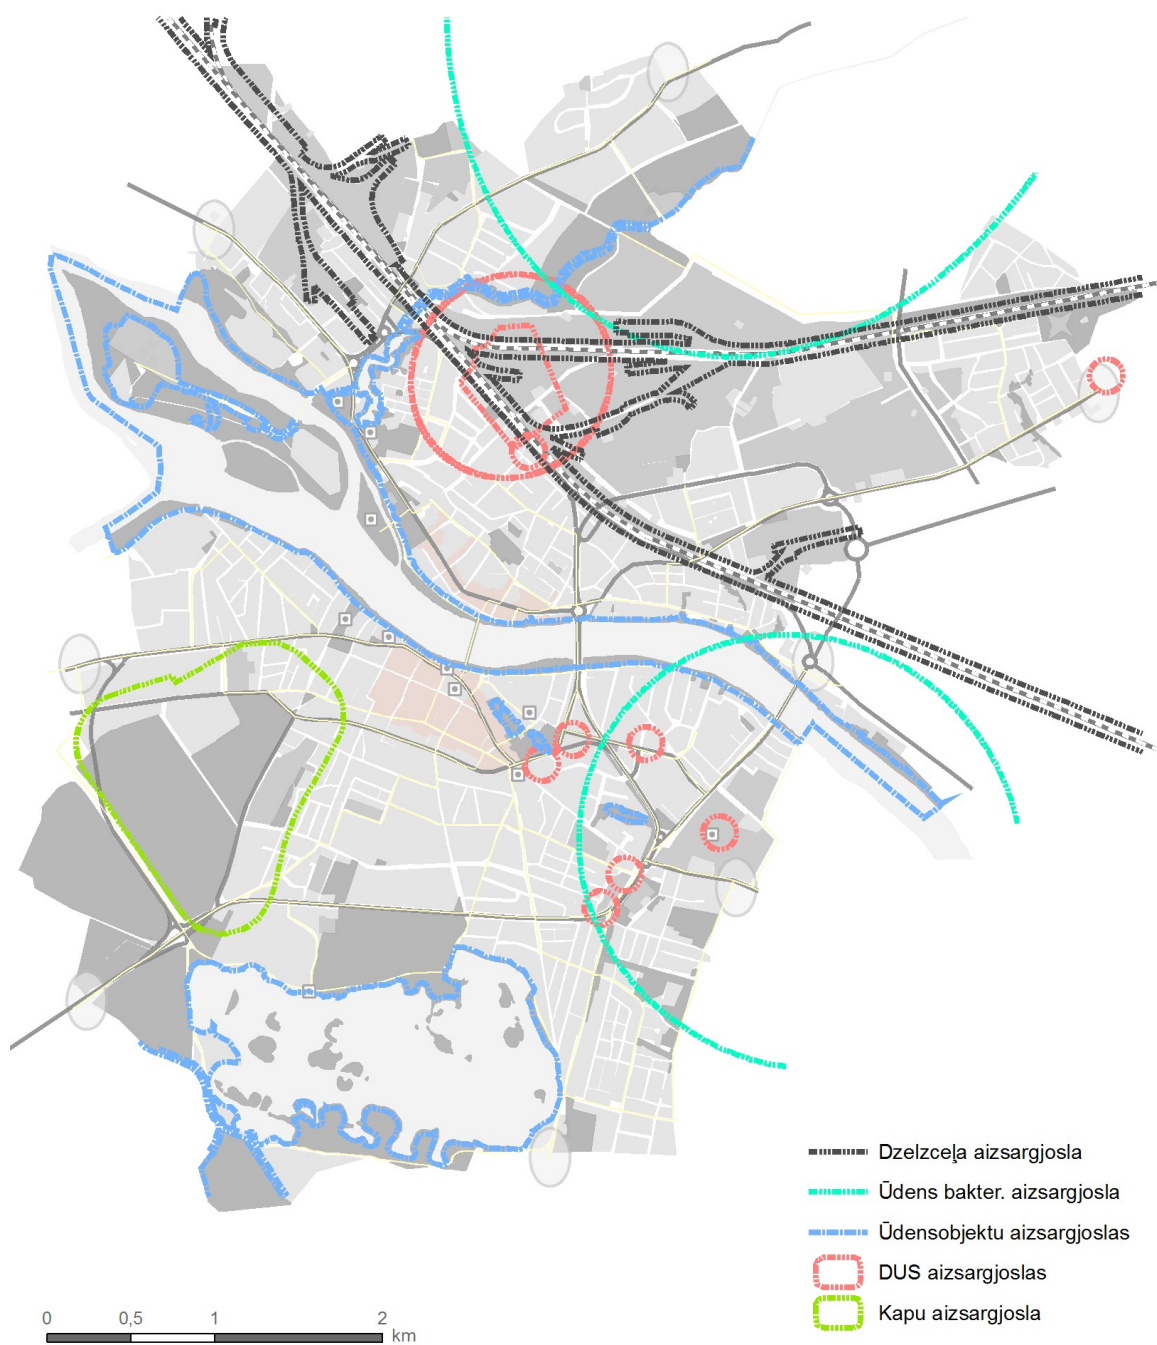 Dzelzceļa aizsargjosla
Ūdens bakter. aizsargjosla
Ūdensobjektu aizsargjoslas
DUS aizsargjoslas
Kapu aizsargjosla
0 0,5 1 2
km